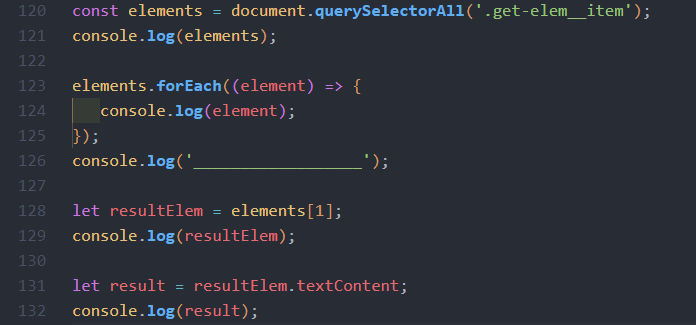 120 const elements = document.querySelectorAll('.get-elem__item');
121 console.log(elements);
122
123 elements.forEach((element) => {
124    console.log(element);
125 });
126 console.log('_________________');
127
128 let resultElem = elements[1];
129 console.log(resultElem);
130
131 let result = resultElem.textContent;
132 console.log(result);